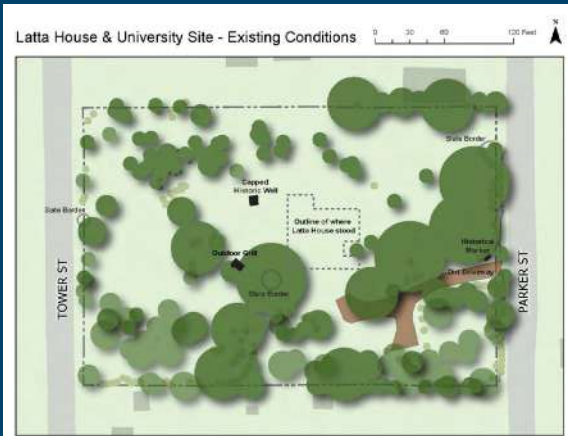 Latta House & University Site - Existing Conditions
0 30 60 120 Feet
N
Slate Border
Capped
Historic Well
Slate Border
Outline of where
Latta House stood
Outdoor Grill
Historical
Marker
Dirt Driveway
Slate Border
TOWER ST
PARKER ST